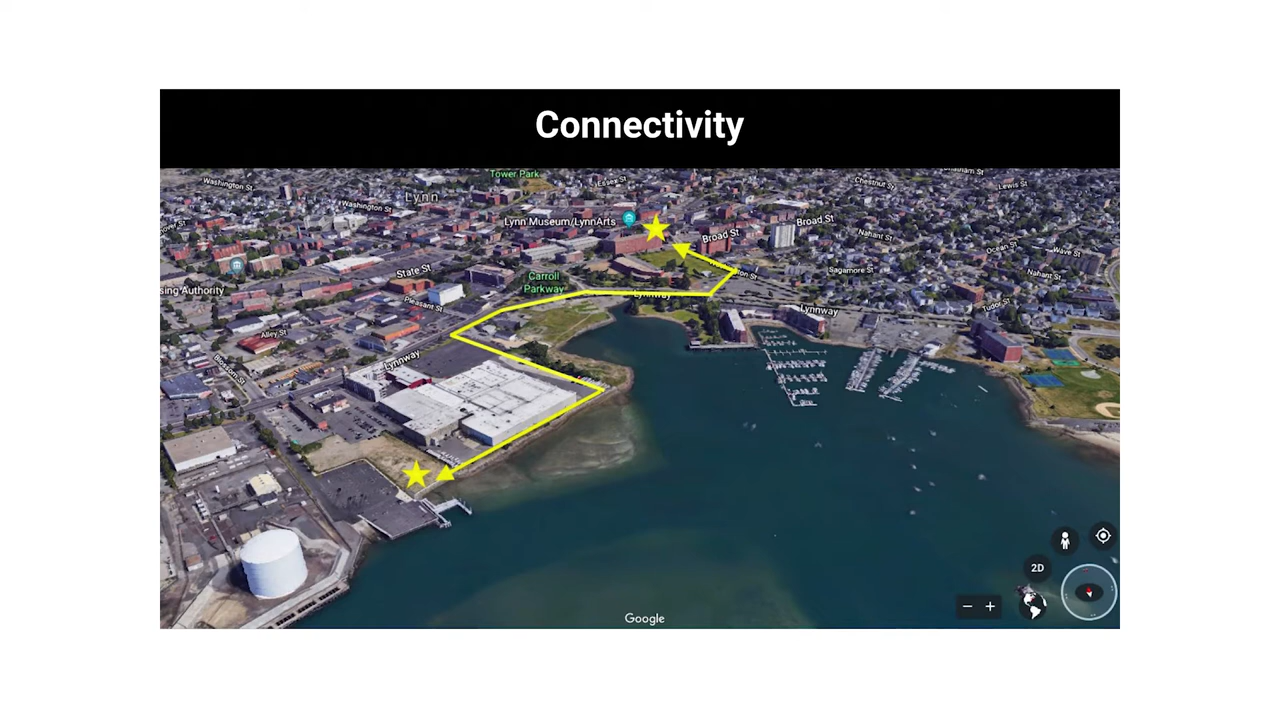 Connectivity
Tower Park
Essex St
Chestnut St
Lewis St
Washington St
Lynn
Washington St
Lynn Museum/LynnArts
Broad St
Broad St
Nahant St
Ocean St
Wave St
State St
Sagamore St
Nahant St
sing Authority
Carroll
Parkway
Lynnway
Pleasant St
Lynnway
Tudor St
Alley St
Lynnway
Blossom St
2D
Google